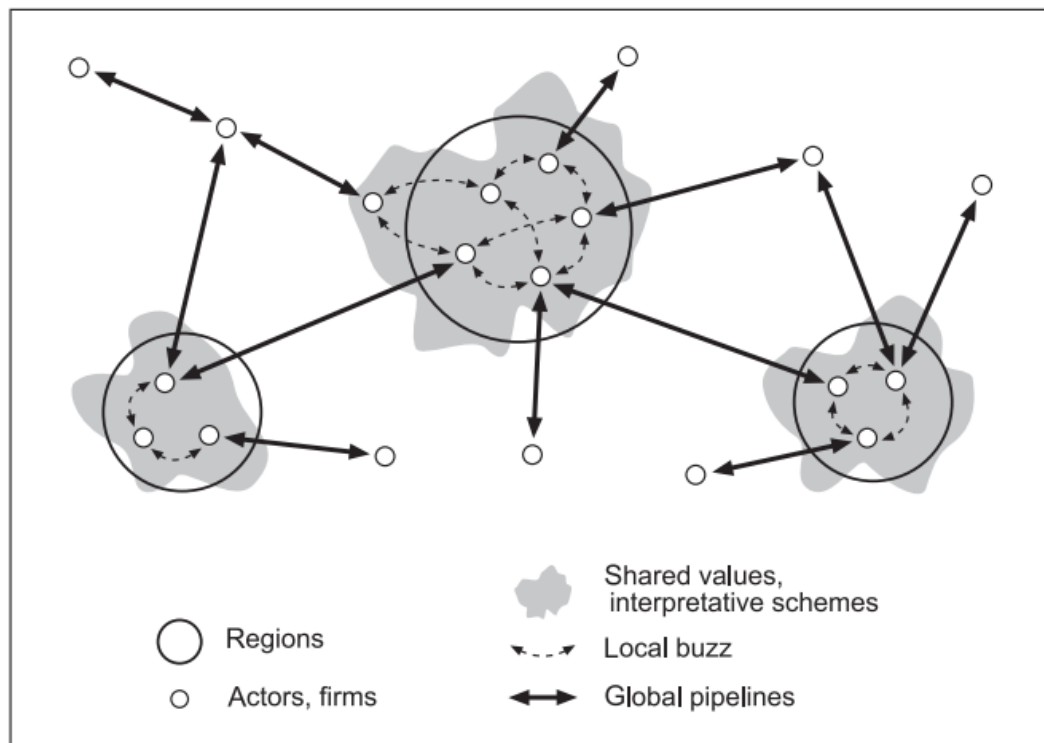 Shared values,
interpretative schemes
Regions
Local buzz
Actors, firms
Global pipelines